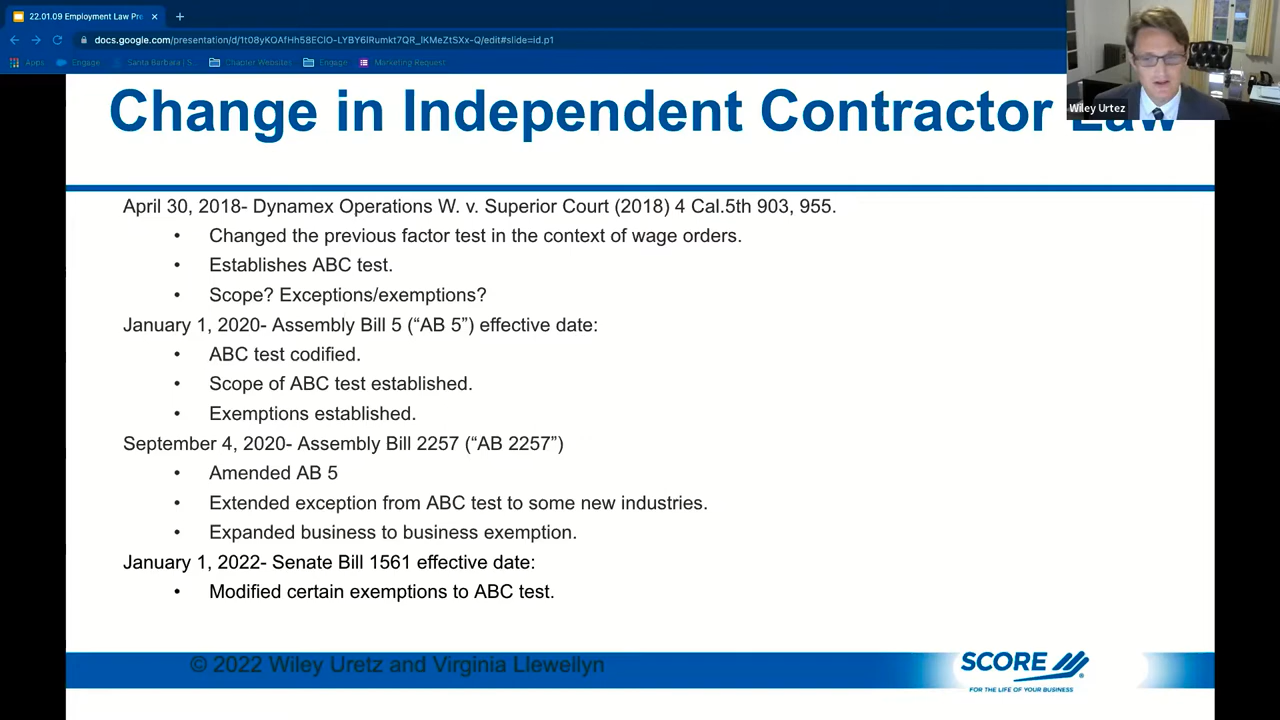 22.01.09 Employment Law Pre
docs.google.com/presentation/d/1t08yKOAfHh58ECIO-LYBY6lRumkt7QR_lKMeZtSXx-Q/edit#slide=id.p1
Apps Engage Santa Barbara | S... Chapter Websites Engage Marketing Request
Wiley Urtez
Change in Independent Contractor Law
April 30, 2018- Dynamex Operations W. v. Superior Court (2018) 4 Cal.5th 903, 955.
• Changed the previous factor test in the context of wage orders.
• Establishes ABC test.
• Scope? Exceptions/exemptions?
January 1, 2020- Assembly Bill 5 (“AB 5”) effective date:
• ABC test codified.
• Scope of ABC test established.
• Exemptions established.
September 4, 2020- Assembly Bill 2257 (“AB 2257”)
• Amended AB 5
• Extended exception from ABC test to some new industries.
• Expanded business to business exemption.
January 1, 2022- Senate Bill 1561 effective date:
• Modified certain exemptions to ABC test.
© 2022 Wiley Uretz and Virginia Llewellyn
SCORE
FOR THE LIFE OF YOUR BUSINESS